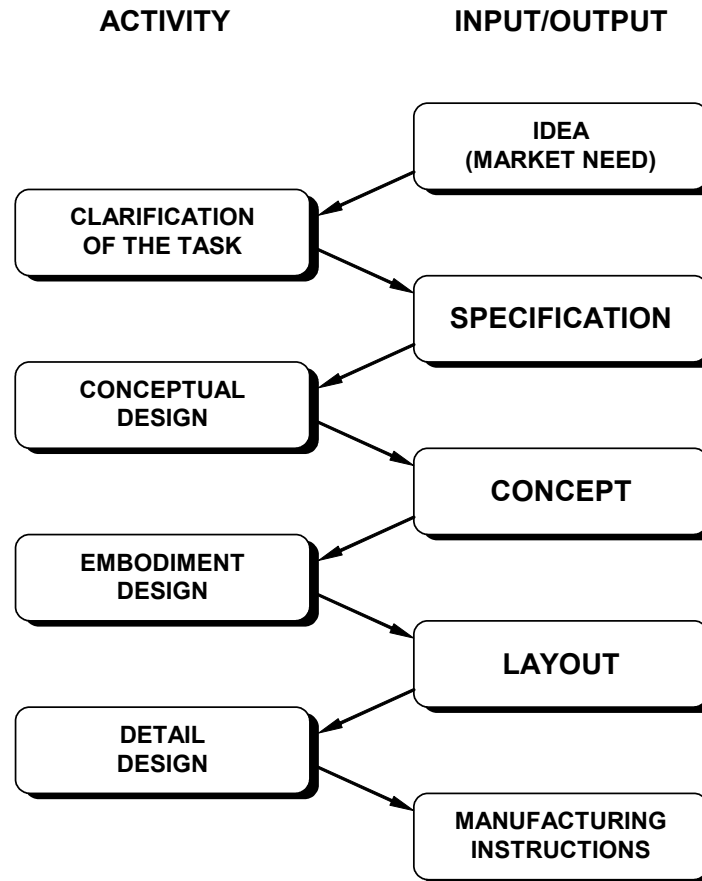 ACTIVITY
INPUT/OUTPUT
IDEA
(MARKET NEED)
CLARIFICATION
OF THE TASK
SPECIFICATION
CONCEPTUAL
DESIGN
CONCEPT
EMBODIMENT
DESIGN
LAYOUT
DETAIL
DESIGN
MANUFACTURING
INSTRUCTIONS